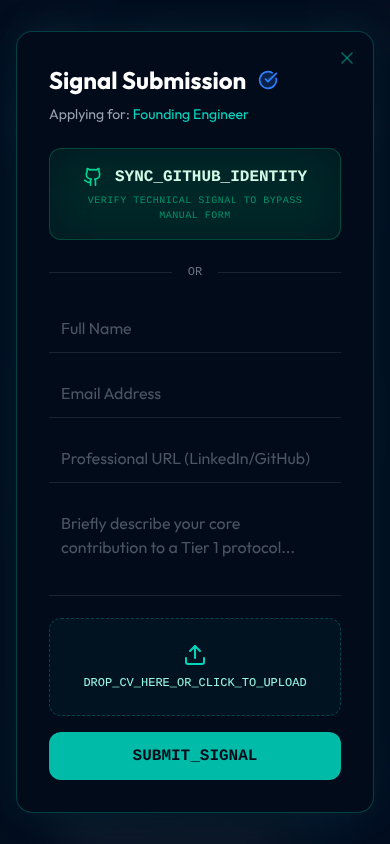 Signal Submission
Applying for: Founding Engineer
SYNC_GITHUB_IDENTITY
VERIFY TECHNICAL SIGNAL TO BYPASS
MANUAL FORM
OR
Full Name
Email Address
Professional URL (LinkedIn/GitHub)
Briefly describe your core
contribution to a Tier 1 protocol...
DROP_CV_HERE_OR_CLICK_TO_UPLOAD
SUBMIT_SIGNAL